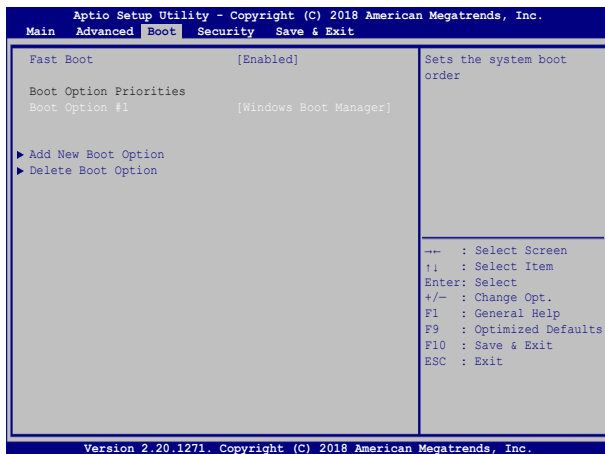 Aptio Setup Utility - Copyright (C) 2018 American Megatrends, Inc.
Main Advanced Boot Security Save & Exit
Fast Boot [Enabled]
Boot Option Priorities
Boot Option #1 [Windows Boot Manager]
▶ Add New Boot Option
▶ Delete Boot Option
Sets the system boot
order
→← : Select Screen
↑↓ : Select Item
Enter: Select
+/— : Change Opt.
F1 : General Help
F9 : Optimized Defaults
F10 : Save & Exit
ESC : Exit
Version 2.20.1271. Copyright (C) 2018 American Megatrends, Inc.